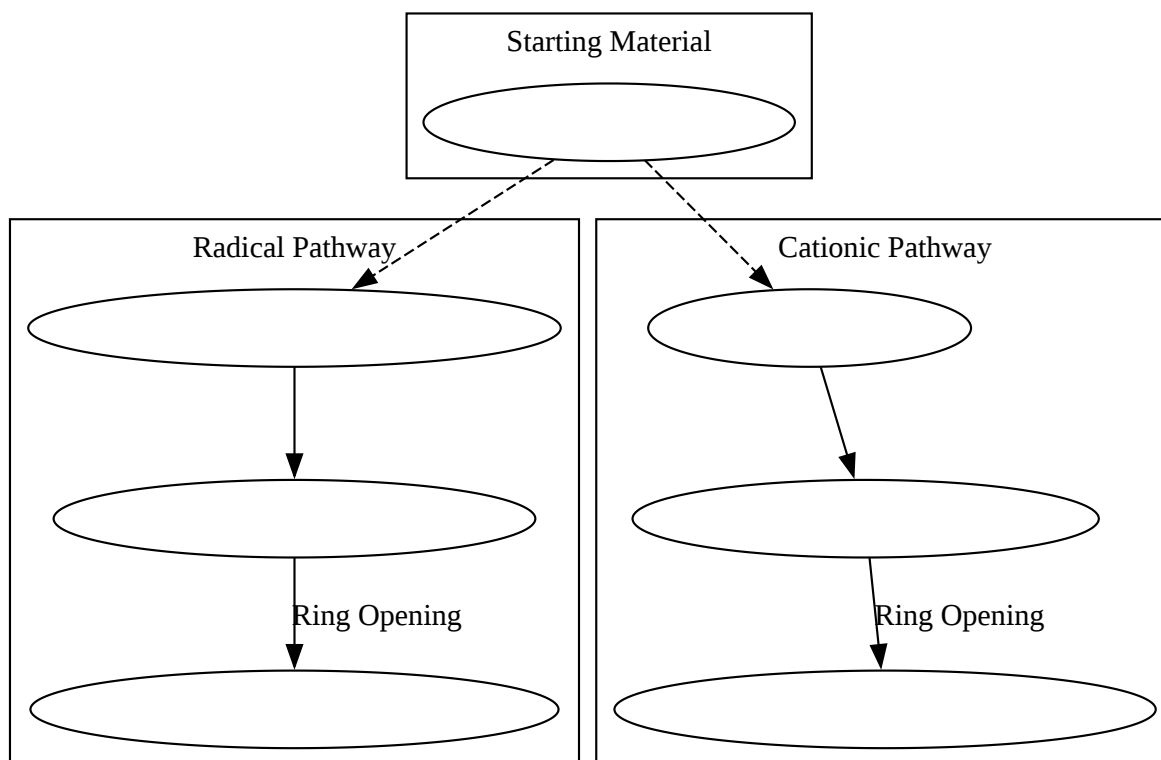 Starting Material
Radical Pathway
Cationic Pathway
Ring Opening
Ring Opening